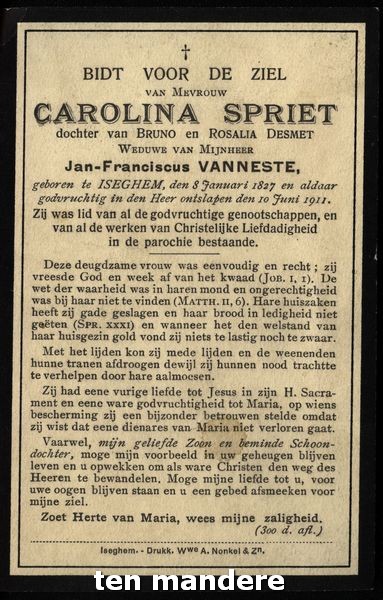 †
BIDT VOOR DE ZIEL
VAN MEVROUW
CAROLINA SPRIET
dochter van BRUNO en ROSALIA DESMET
WEDUWE VAN MIJNHEER
Jan-Franciscus VANNESTE,
geboren te ISEGHEM, den 8 Januari 1827 en aldaar
godvruchtig in den Heer ontslapen den 10 Juni 1911.
Zij was lid van al de godvruchtige genootschappen, en
van al de werken van Christelijke Liefdadigheid
in de parochie bestaande.
Deze deugdzame vrouw was eenvoudig en recht ; zij
vreesde God en week af van het kwaad (JOB. I, 1). De
wet der waarheid was in haren mond en ongerechtigheid
was bij haar niet te vinden (MATTH. II, 6). Hare huiszaken
heeft zij gade geslagen en haar brood in ledigheid niet
geëten (SPR. XXXI) en wanneer het den welstand van
haar huisgezin gold vond zij niets te lastig noch te zwaar.
Met het lijden kon zij mede lijden en de weenenden
hunne tranen afdroogen dewijl zij hunnen nood trachtte
te verhelpen door hare aalmoesen.
Zij had eene vurige liefde tot Jesus in zijn H. Sacra-
ment en eene ware godvruchtigheid tot Maria, op wiens
bescherming zij een bijzonder betrouwen stelde omdat
zij wist dat eene dienares van Maria niet verloren gaat.
Vaarwel, mijn geliefde Zoon en beminde Schoon-
dochter, moge mijn voorbeeld in uw geheugen blijven
leven en u opwekken om als ware Christen den weg des
Heeren te bewandelen. Moge mijne liefde tot u, voor
uwe oogen blijven staan en u een gebed afsmeeken voor
mijne ziel.
Zoet Herte van Maria, wees mijne zaligheid.
(300 d. afl.)
Iseghem. - Drukk. Wwe A. Nonkel & Zn.
ten mandere